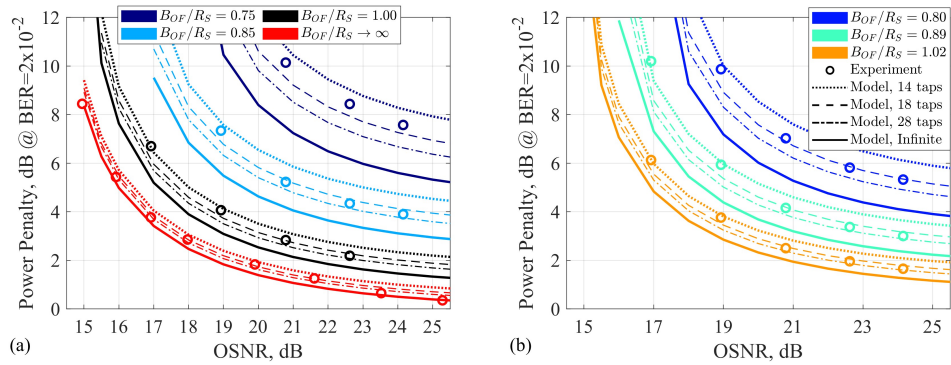 B_OF/R_S = 0.75
B_OF/R_S = 1.00
B_OF/R_S = 0.85
B_OF/R_S → ∞
Power Penalty, dB @ BER=2x10^-2
12
10
8
6
4
2
0
15 16 17 18 19 20 21 22 23 24 25
OSNR, dB
(a)
B_OF/R_S = 0.80
B_OF/R_S = 0.89
B_OF/R_S = 1.02
Experiment
Model, 14 taps
Model, 18 taps
Model, 28 taps
Model, Infinite
Power Penalty, dB @ BER=2x10^-2
12
10
8
6
4
2
0
15 17 19 21 23 25
OSNR, dB
(b)